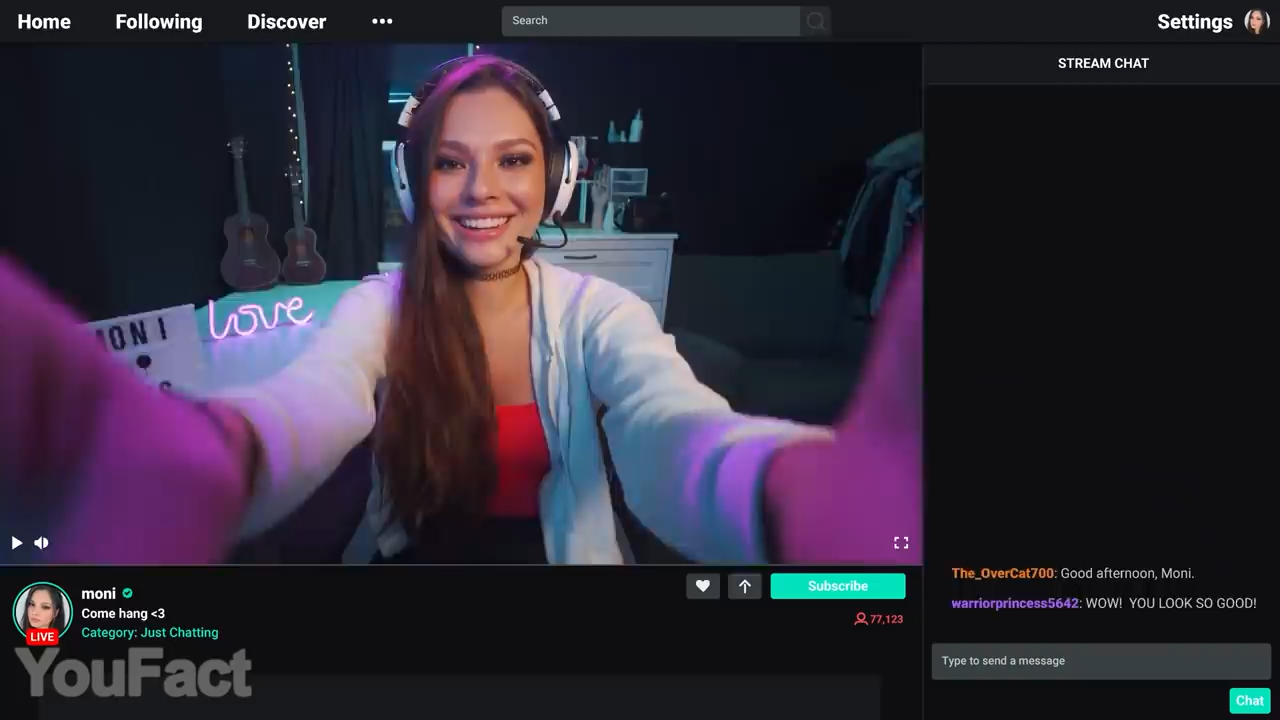 Home Following Discover ••• Search Settings
STREAM CHAT
MONI
love
The_OverCat700: Good afternoon, Moni.
warriorprincess5642: WOW! YOU LOOK SO GOOD!
moni
Come hang <3
Category: Just Chatting
LIVE
Subscribe
77,123
Type to send a message
Chat
YouFact